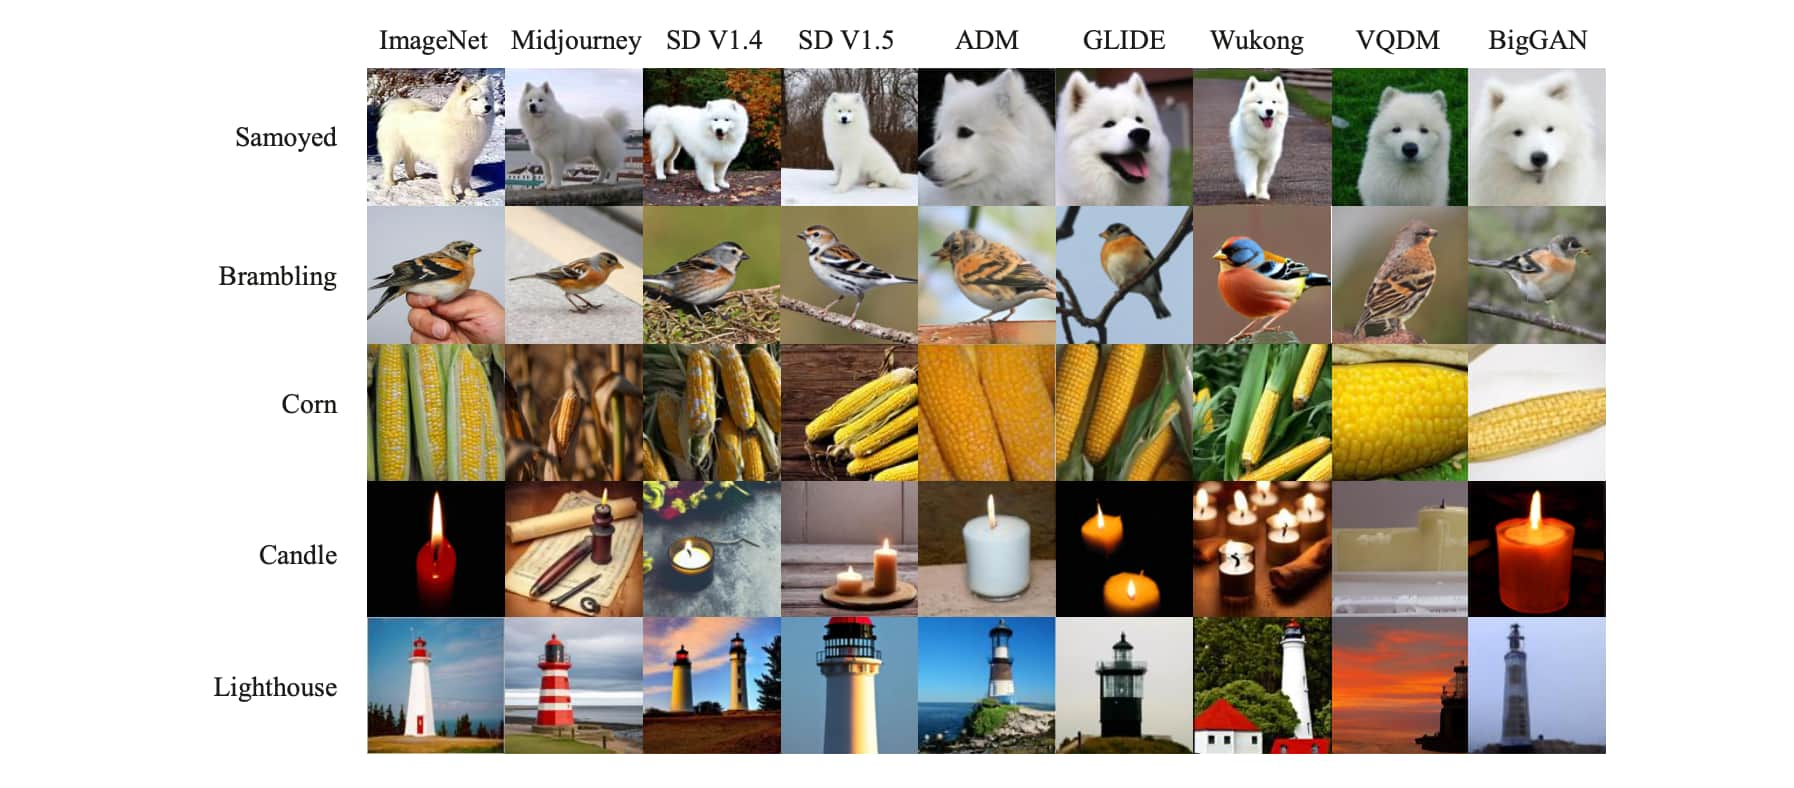 ImageNet Midjourney SD V1.4 SD V1.5 ADM GLIDE Wukong VQDM BigGAN
Samoyed
Brambling
Corn
Candle
Lighthouse